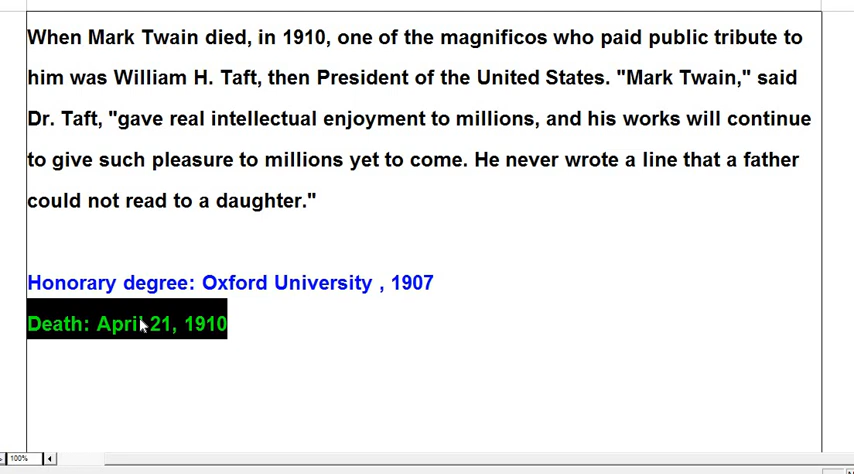 When Mark Twain died, in 1910, one of the magnificos who paid public tribute to
him was William H. Taft, then President of the United States. "Mark Twain," said
Dr. Taft, "gave real intellectual enjoyment to millions, and his works will continue
to give such pleasure to millions yet to come. He never wrote a line that a father
could not read to a daughter."
Honorary degree: Oxford University , 1907
Death: April 21, 1910
100%